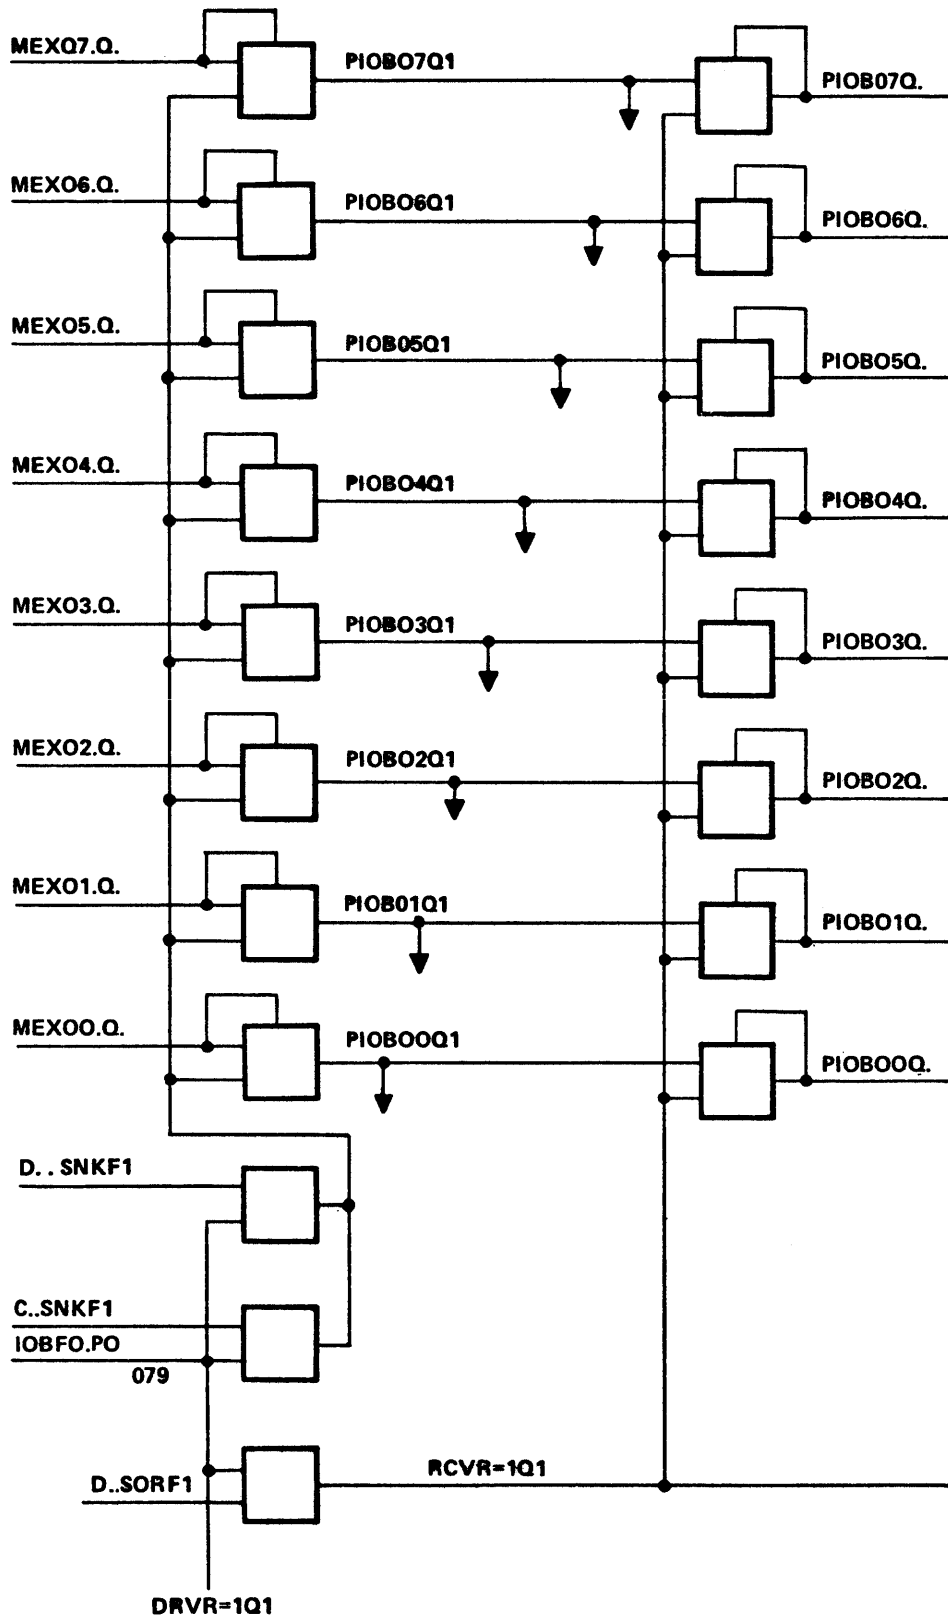 MEXO7.Q.
PIOBO7Q1
PIOB07Q.
MEXO6.Q.
PIOBO6Q1
PIOBO6Q.
MEXO5.Q.
PIOB05Q1
PIOBO5Q.
MEXO4.Q.
PIOBO4Q1
PIOBO4Q.
MEXO3.Q.
PIOBO3Q1
PIOBO3Q.
MEXO2.Q.
PIOBO2Q1
PIOBO2Q.
MEXO1.Q.
PIOB01Q1
PIOBO1Q.
MEXOO.Q.
PIOBOOQ1
PIOBOOQ.
D..SNKF1
C..SNKF1
IOBFO.PO
079
RCVR=1Q1
D..SORF1
DRVR=1Q1